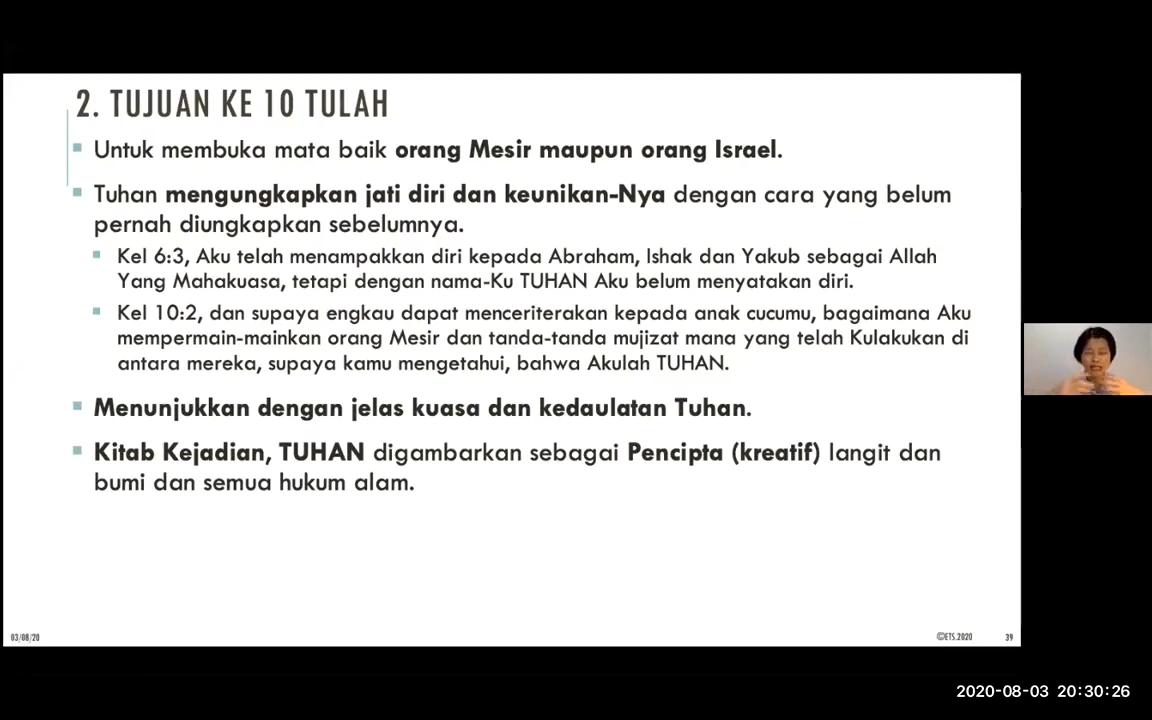 2. TUJUAN KE 10 TULAH
Untuk membuka mata baik orang Mesir maupun orang Israel.
Tuhan mengungkapkan jati diri dan keunikan-Nya dengan cara yang belum
pernah diungkapkan sebelumnya.
Kel 6:3, Aku telah menampakkan diri kepada Abraham, Ishak dan Yakub sebagai Allah
Yang Mahakuasa, tetapi dengan nama-Ku TUHAN Aku belum menyatakan diri.
Kel 10:2, dan supaya engkau dapat menceriterakan kepada anak cucumu, bagaimana Aku
mempermain-mainkan orang Mesir dan tanda-tanda mujizat mana yang telah Kulakukan di
antara mereka, supaya kamu mengetahui, bahwa Akulah TUHAN.
Menunjukkan dengan jelas kuasa dan kedaulatan Tuhan.
Kitab Kejadian, TUHAN digambarkan sebagai Pencipta (kreatif) langit dan
bumi dan semua hukum alam.
03/08/20
©ETS.2020
39
2020-08-03 20:30:26